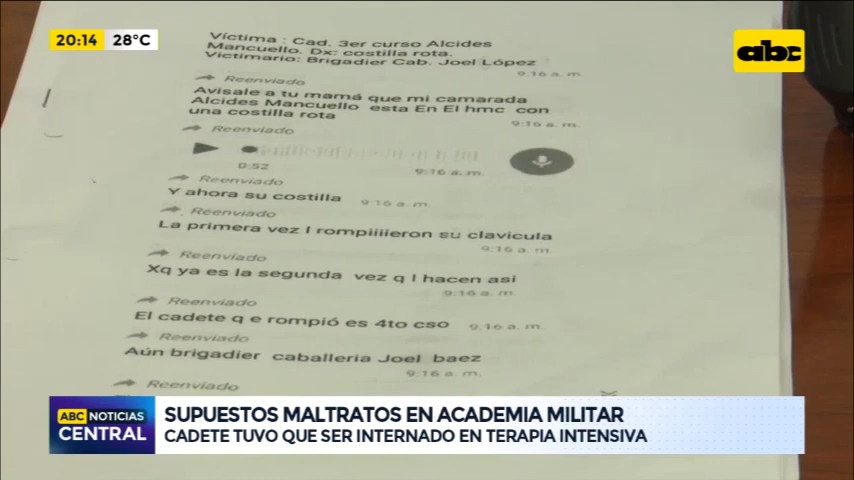 20:14 28°C
abc
Víctima : Cad. 3er curso Alcides
Mancuello. Dx: costilla rota.
Victimario: Brigadier Cab. Joel López
9:16 a. m.
Reenviado
Avisale a tu mamá que mi camarada
Alcides Mancuello esta En El hmc con
una costilla rota
9:16 a. m.
Reenviado
0:52
9:16 a. m.
Reenviado
Y ahora su costilla 9:16 a. m.
Reenviado
La primera vez l rompiiiieron su clavicula
9:16 a. m.
Reenviado
Xq ya es la segunda vez q l hacen asi
9:16 a. m.
Reenviado
El cadete q e rompió es 4to cso 9:16 a. m.
Reenviado
Aún brigadier caballeria Joel baez
9:16 a. m.
Reenviado
ABC NOTICIAS
CENTRAL
SUPUESTOS MALTRATOS EN ACADEMIA MILITAR
CADETE TUVO QUE SER INTERNADO EN TERAPIA INTENSIVA